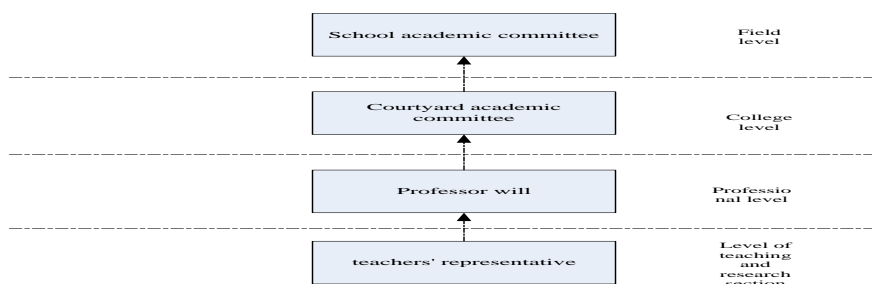 School academic committee
Field
level
Courtyard academic
committee
College
level
Professor will
Professio
nal level
teachers' representative
Level of
teaching
and
research
section